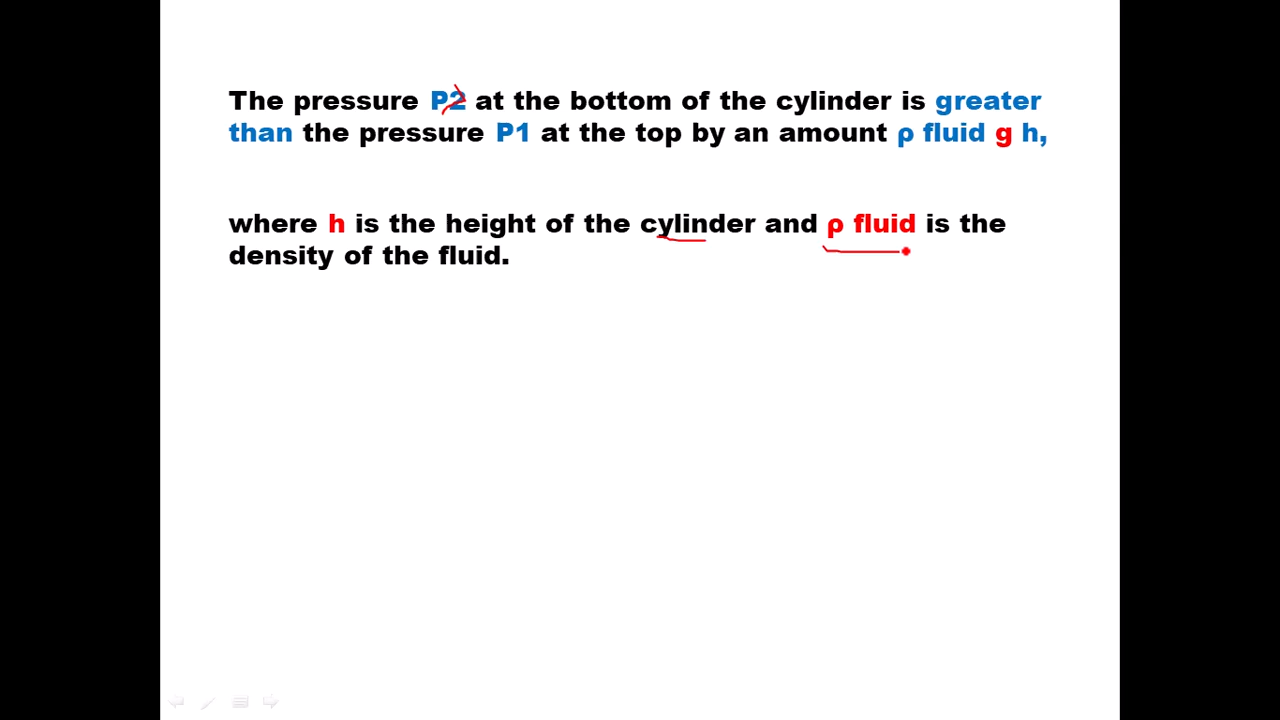 The pressure P2 at the bottom of the cylinder is greater
than the pressure P1 at the top by an amount ρ fluid g h,
where h is the height of the cylinder and ρ fluid is the
density of the fluid.